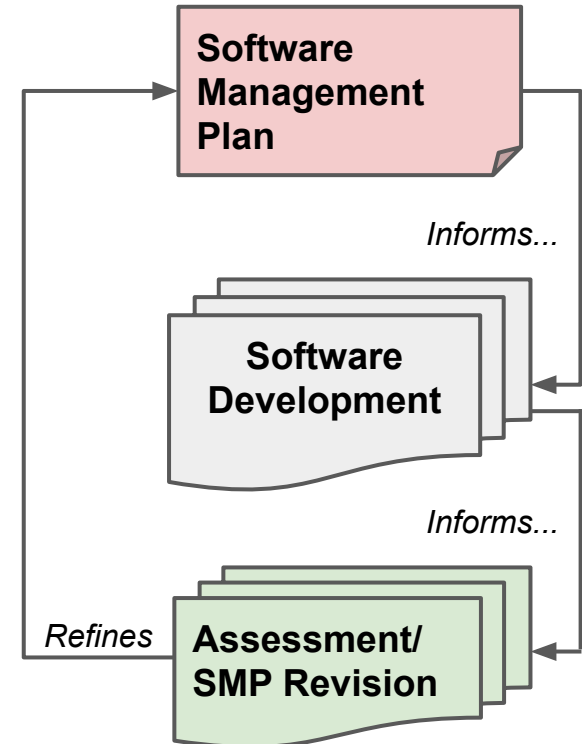 Software
Management
Plan
Informs...
Software
Development
Informs...
Refines
Assessment/
SMP Revision